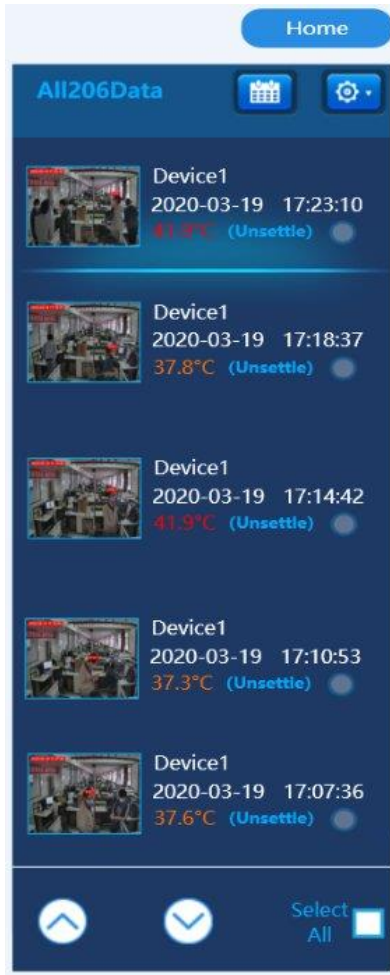 Home
All206Data
Device1
2020-03-19 17:23:10
41.9°C (Unsettle)
Device1
2020-03-19 17:18:37
37.8°C (Unsettle)
Device1
2020-03-19 17:14:42
41.9°C (Unsettle)
Device1
2020-03-19 17:10:53
37.3°C (Unsettle)
Device1
2020-03-19 17:07:36
37.6°C (Unsettle)
Select
All